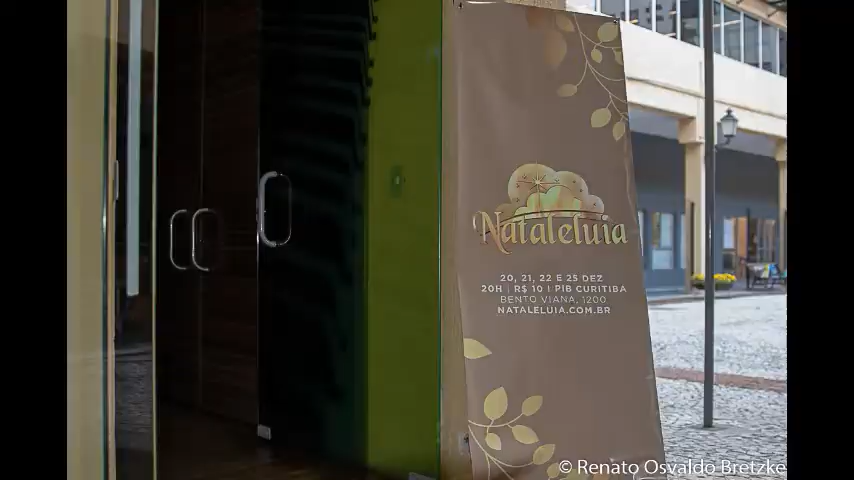 Nataleluia
20, 21, 22 E 25 DEZ
20H | R$ 10 | PIB CURITIBA
BENTO VIANA, 1200
NATALELUIA.COM.BR
© Renato Osvaldo Bretzke